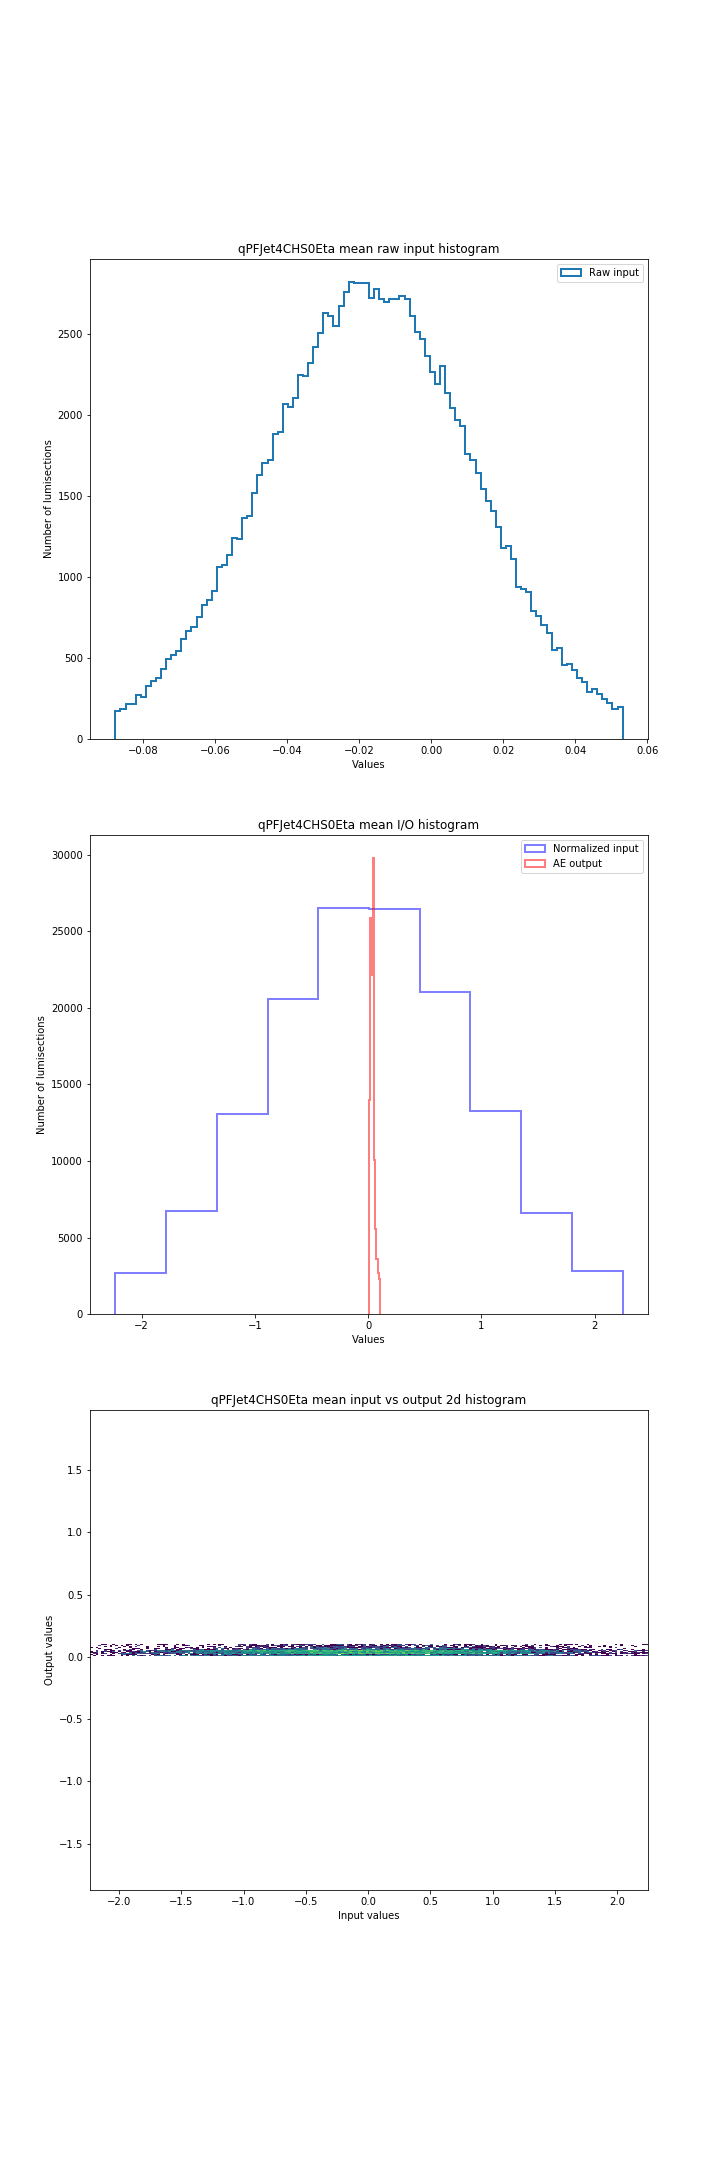 qPFJet4CHS0Eta mean raw input histogram
Raw input
2500
2000
1500
1000
500
0
Number of lumisections
−0.08 −0.06 −0.04 −0.02 0.00 0.02 0.04 0.06
Values
qPFJet4CHS0Eta mean I/O histogram
Normalized input
AE output
30000
25000
20000
15000
10000
5000
0
Number of lumisections
−2 −1 0 1 2
Values
qPFJet4CHS0Eta mean input vs output 2d histogram
1.5
1.0
0.5
0.0
−0.5
−1.0
−1.5
Output values
−2.0 −1.5 −1.0 −0.5 0.0 0.5 1.0 1.5 2.0
Input values